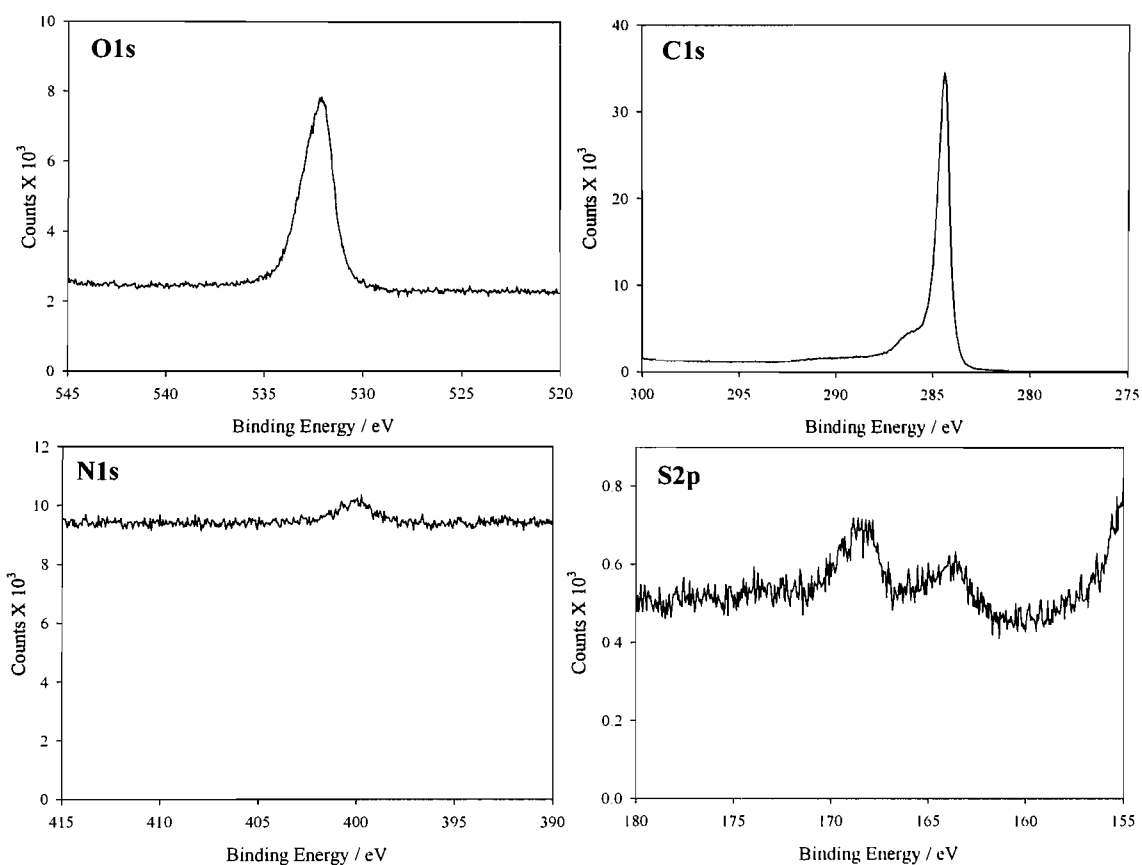 O1s
10
8
6
4
2
0
Counts X 10³
545 540 535 530 525 520
Binding Energy / eV
C1s
40
30
20
10
0
Counts X 10³
300 295 290 285 280 275
Binding Energy / eV
N1s
12
10
8
6
4
2
0
Counts X 10³
415 410 405 400 395 390
Binding Energy / eV
S2p
0.8
0.6
0.4
0.2
0.0
Counts X 10³
180 175 170 165 160 155
Binding Energy / eV